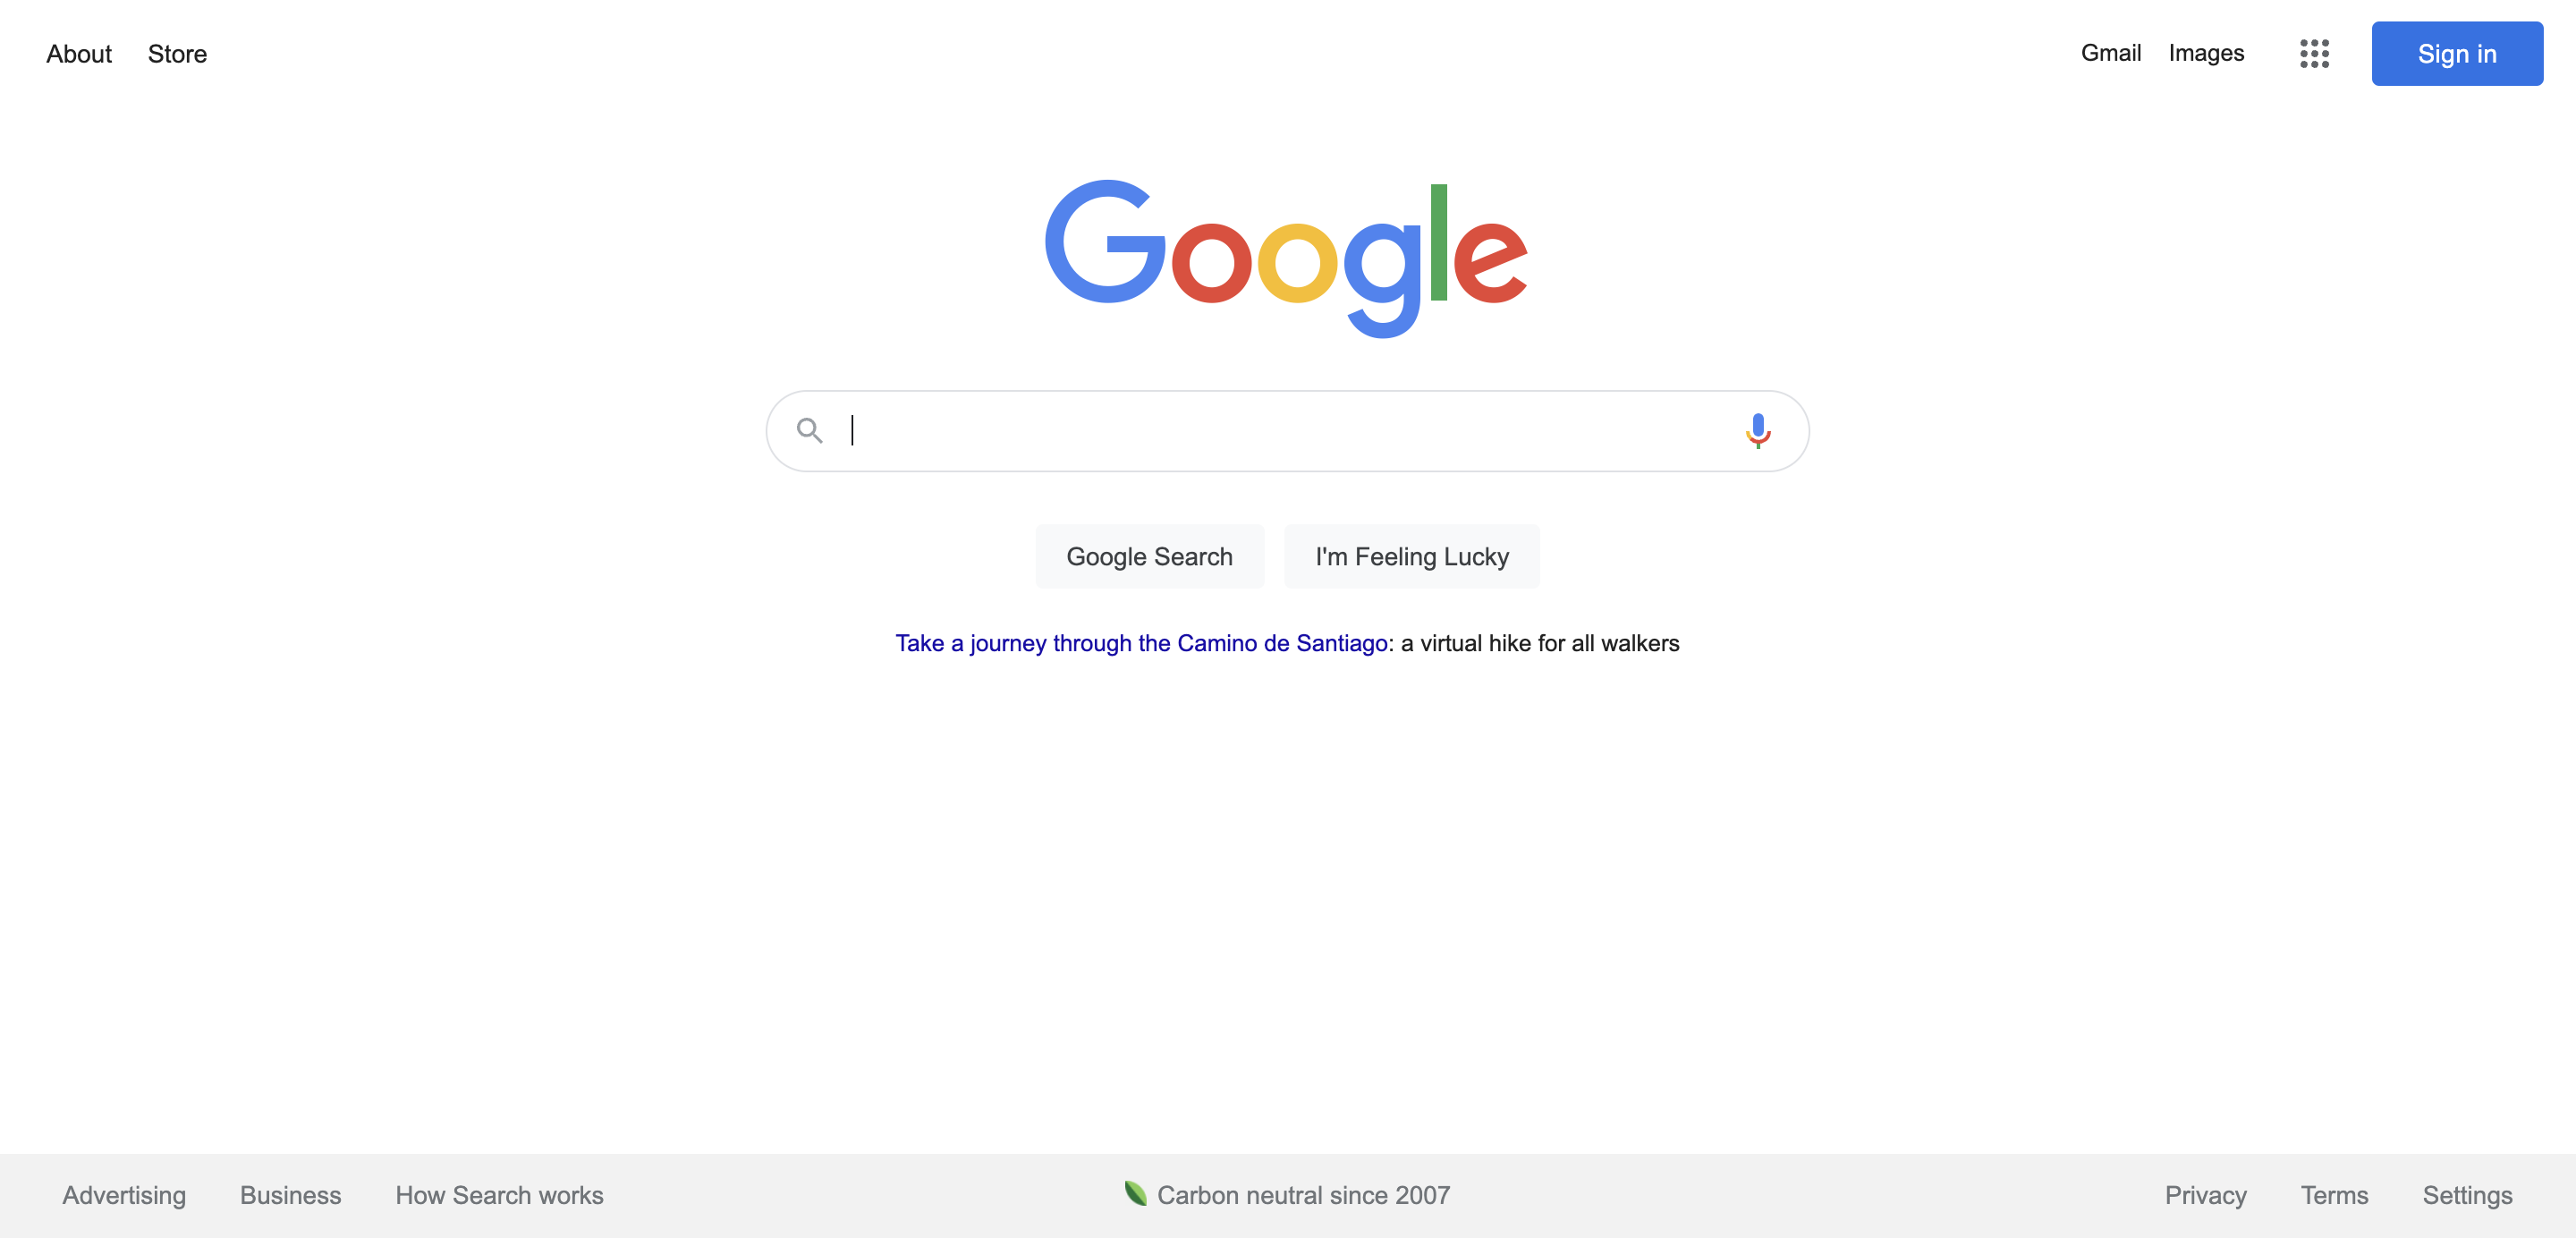 About Store Gmail Images Sign in
Google
Google Search I'm Feeling Lucky
Take a journey through the Camino de Santiago: a virtual hike for all walkers
Advertising Business How Search works Carbon neutral since 2007 Privacy Terms Settings